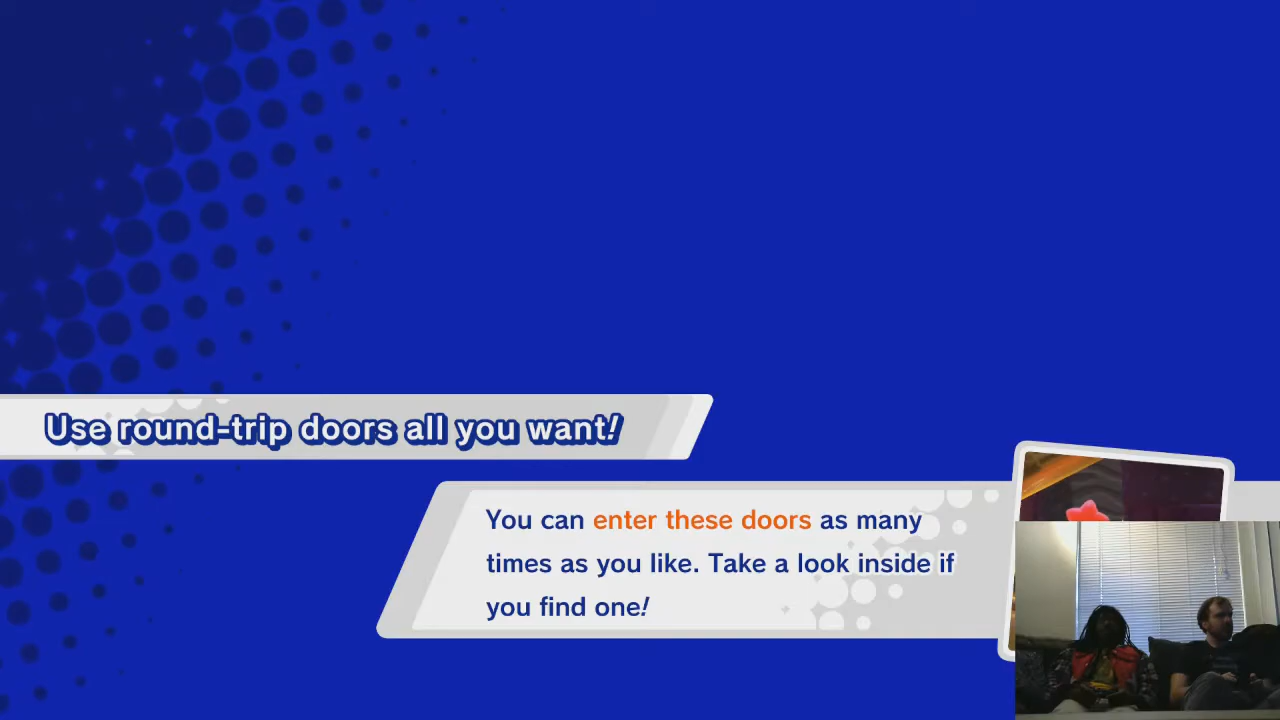 Use round-trip doors all you want!
You can enter these doors as many
times as you like. Take a look inside if
you find one!